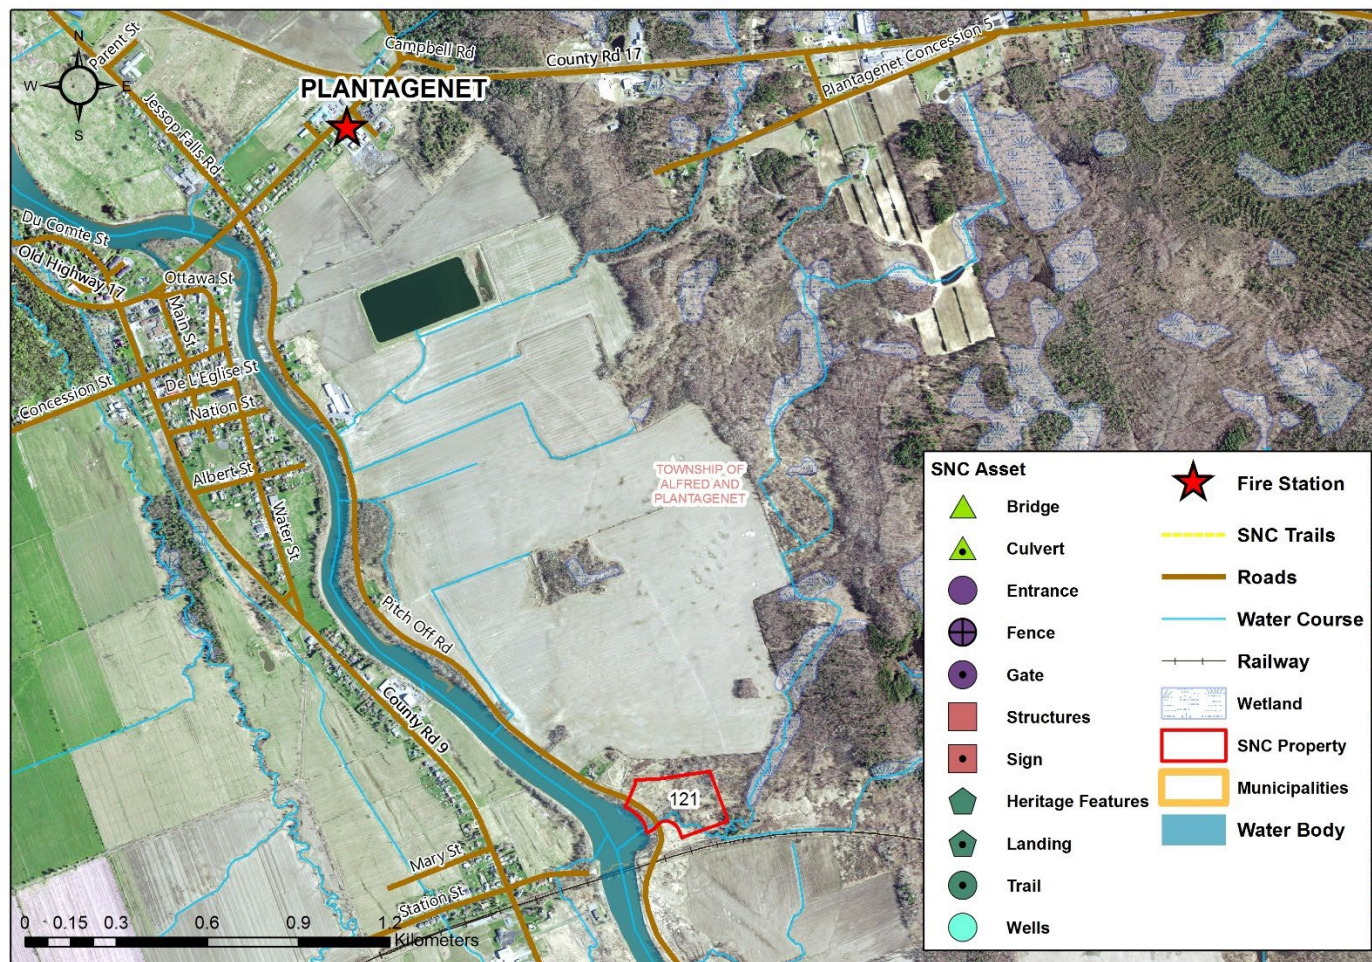 N
W
E
S
Parent St
Campbell Rd
County Rd 17
Plantagenet Concession 5
PLANTAGENET
Jessop Falls Rd
Du Comte St
Old Highway 17
Ottawa St
Main St
De L'Eglise St
Concession St
Nation St
Albert St
Water St
TOWNSHIP OF
ALFRED AND
PLANTAGENET
Pitch Off Rd
County Rd 9
121
Mary St
Station St
0 0.15 0.3 0.6 0.9 1.2
Kilometers
SNC Asset
Bridge
Culvert
Entrance
Fence
Gate
Structures
Sign
Heritage Features
Landing
Trail
Wells
Fire Station
SNC Trails
Roads
Water Course
Railway
Wetland
SNC Property
Municipalities
Water Body